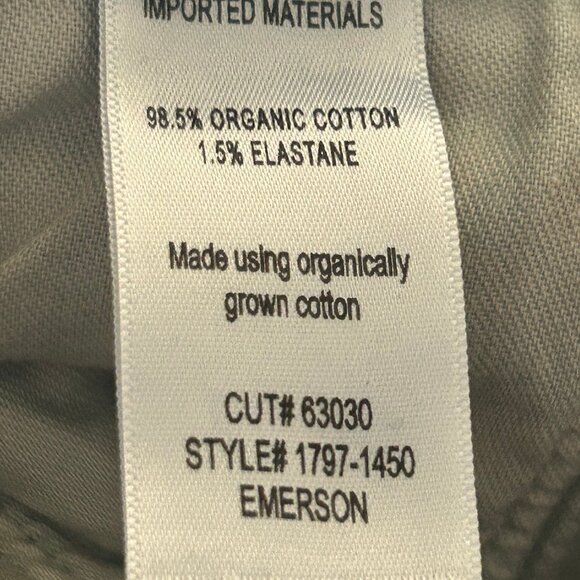 IMPORTED MATERIALS
98.5% ORGANIC COTTON
1.5% ELASTANE
Made using organically
grown cotton
CUT# 63030
STYLE# 1797-1450
EMERSON